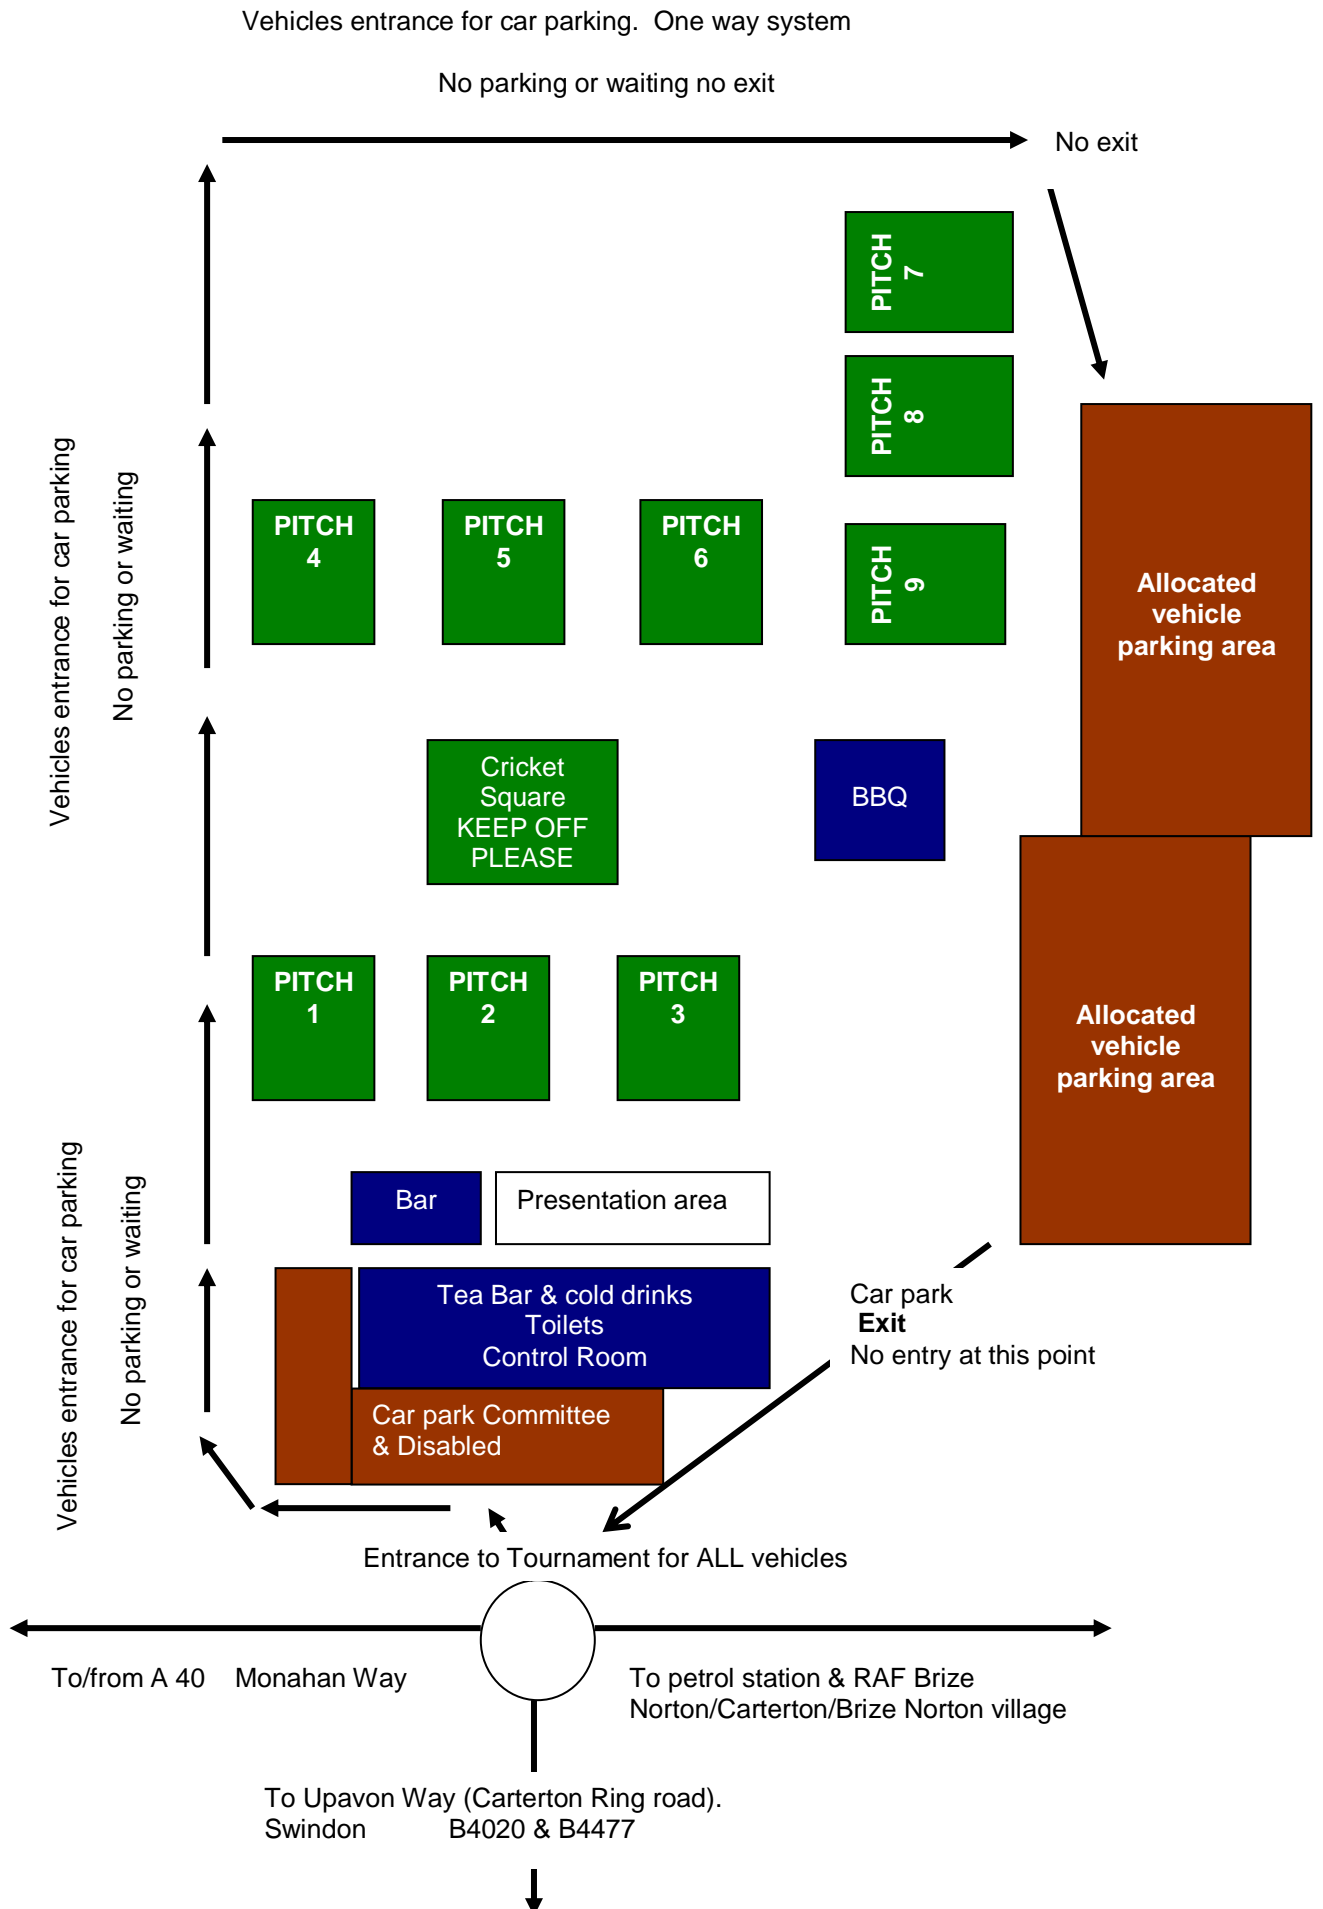 Vehicles entrance for car parking.  One way system
No parking or waiting no exit
No exit
PITCH
7
PITCH
8
Vehicles entrance for car parking
No parking or waiting
PITCH
4
PITCH
5
PITCH
6
PITCH
9
Allocated
vehicle
parking area
Cricket
Square
KEEP OFF
PLEASE
BBQ
PITCH
1
PITCH
2
PITCH
3
Allocated
vehicle
parking area
Vehicles entrance for car parking
No parking or waiting
Bar
Presentation area
Tea Bar & cold drinks
Toilets
Control Room
Car park
Exit
No entry at this point
Car park Committee
& Disabled
Entrance to Tournament for ALL vehicles
To/from A 40    Monahan Way
To petrol station & RAF Brize
Norton/Carterton/Brize Norton village
To Upavon Way (Carterton Ring road).
Swindon          B4020 & B4477